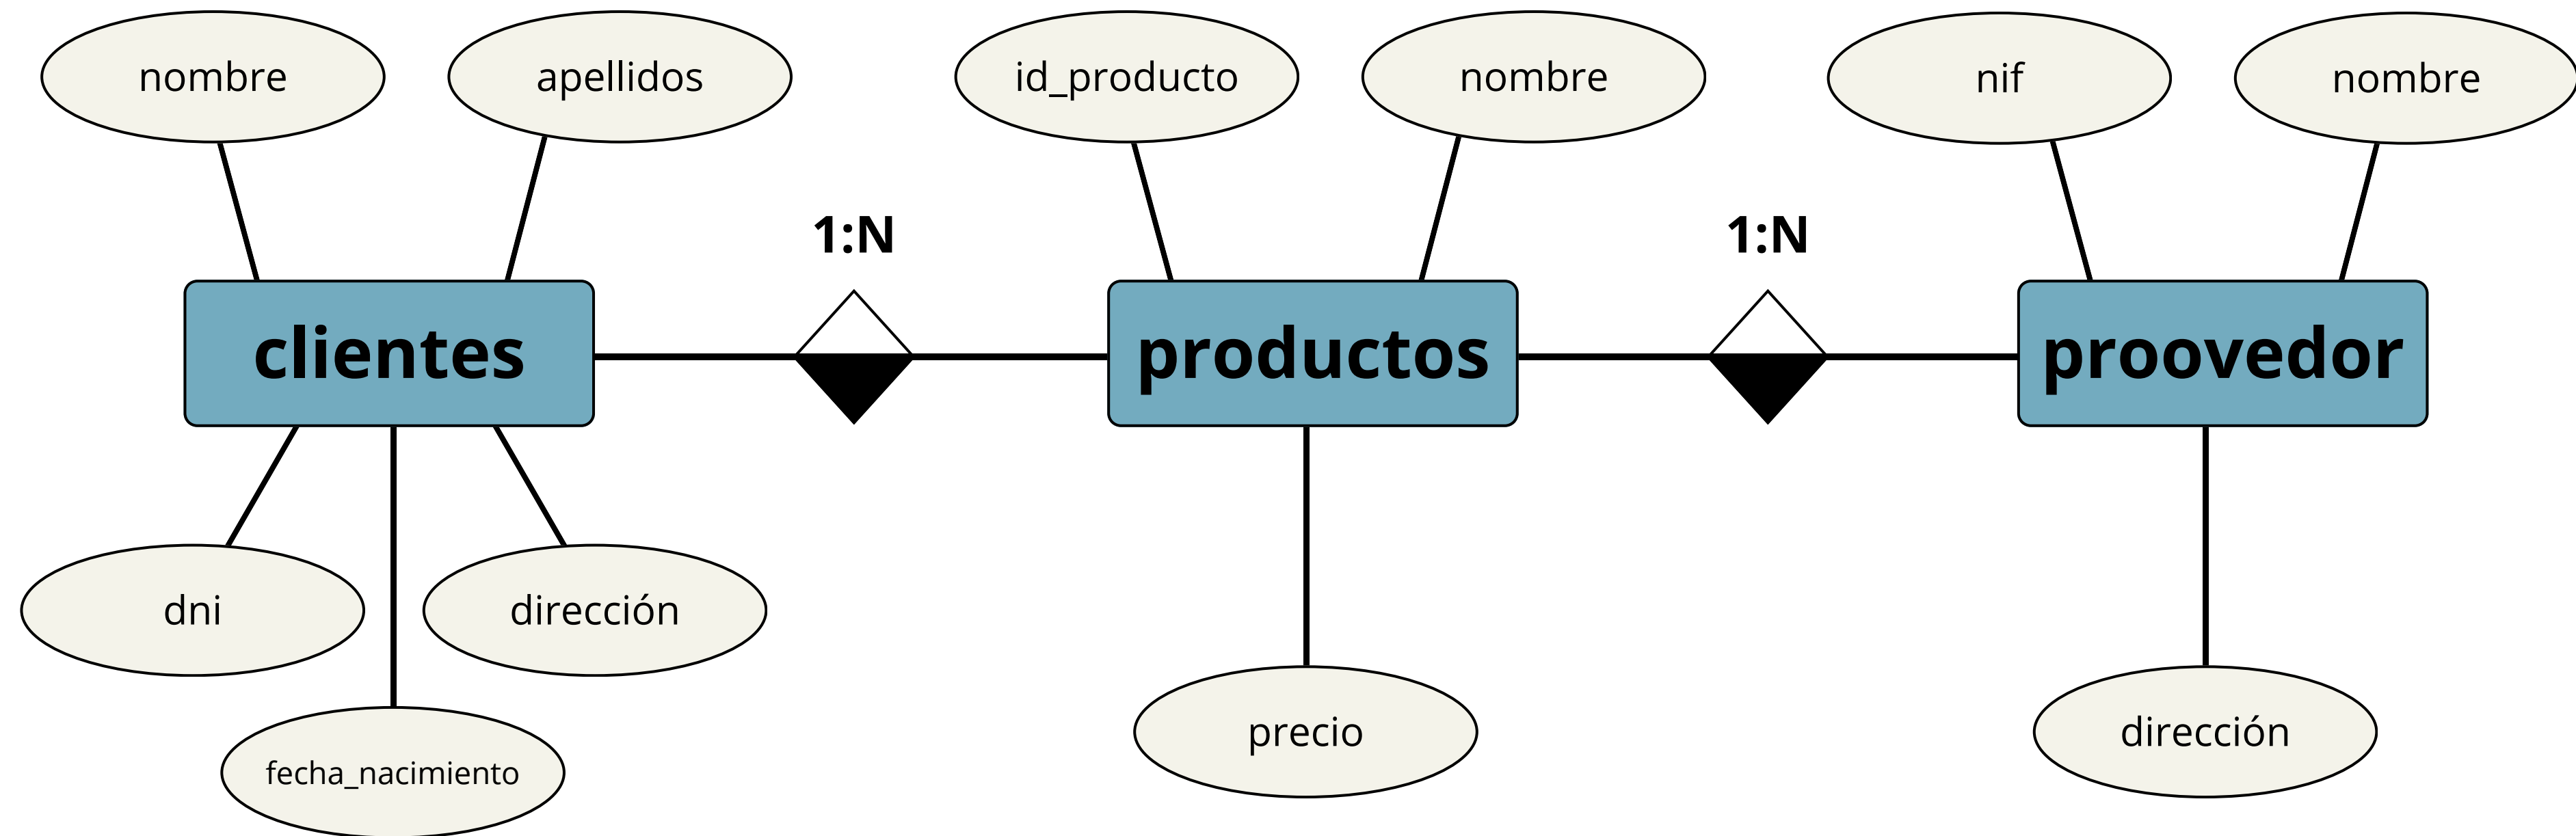 nombre
apellidos
id_producto
nombre
nif
nombre
1:N
1:N
clientes
productos
proovedor
dni
dirección
fecha_nacimiento
precio
dirección